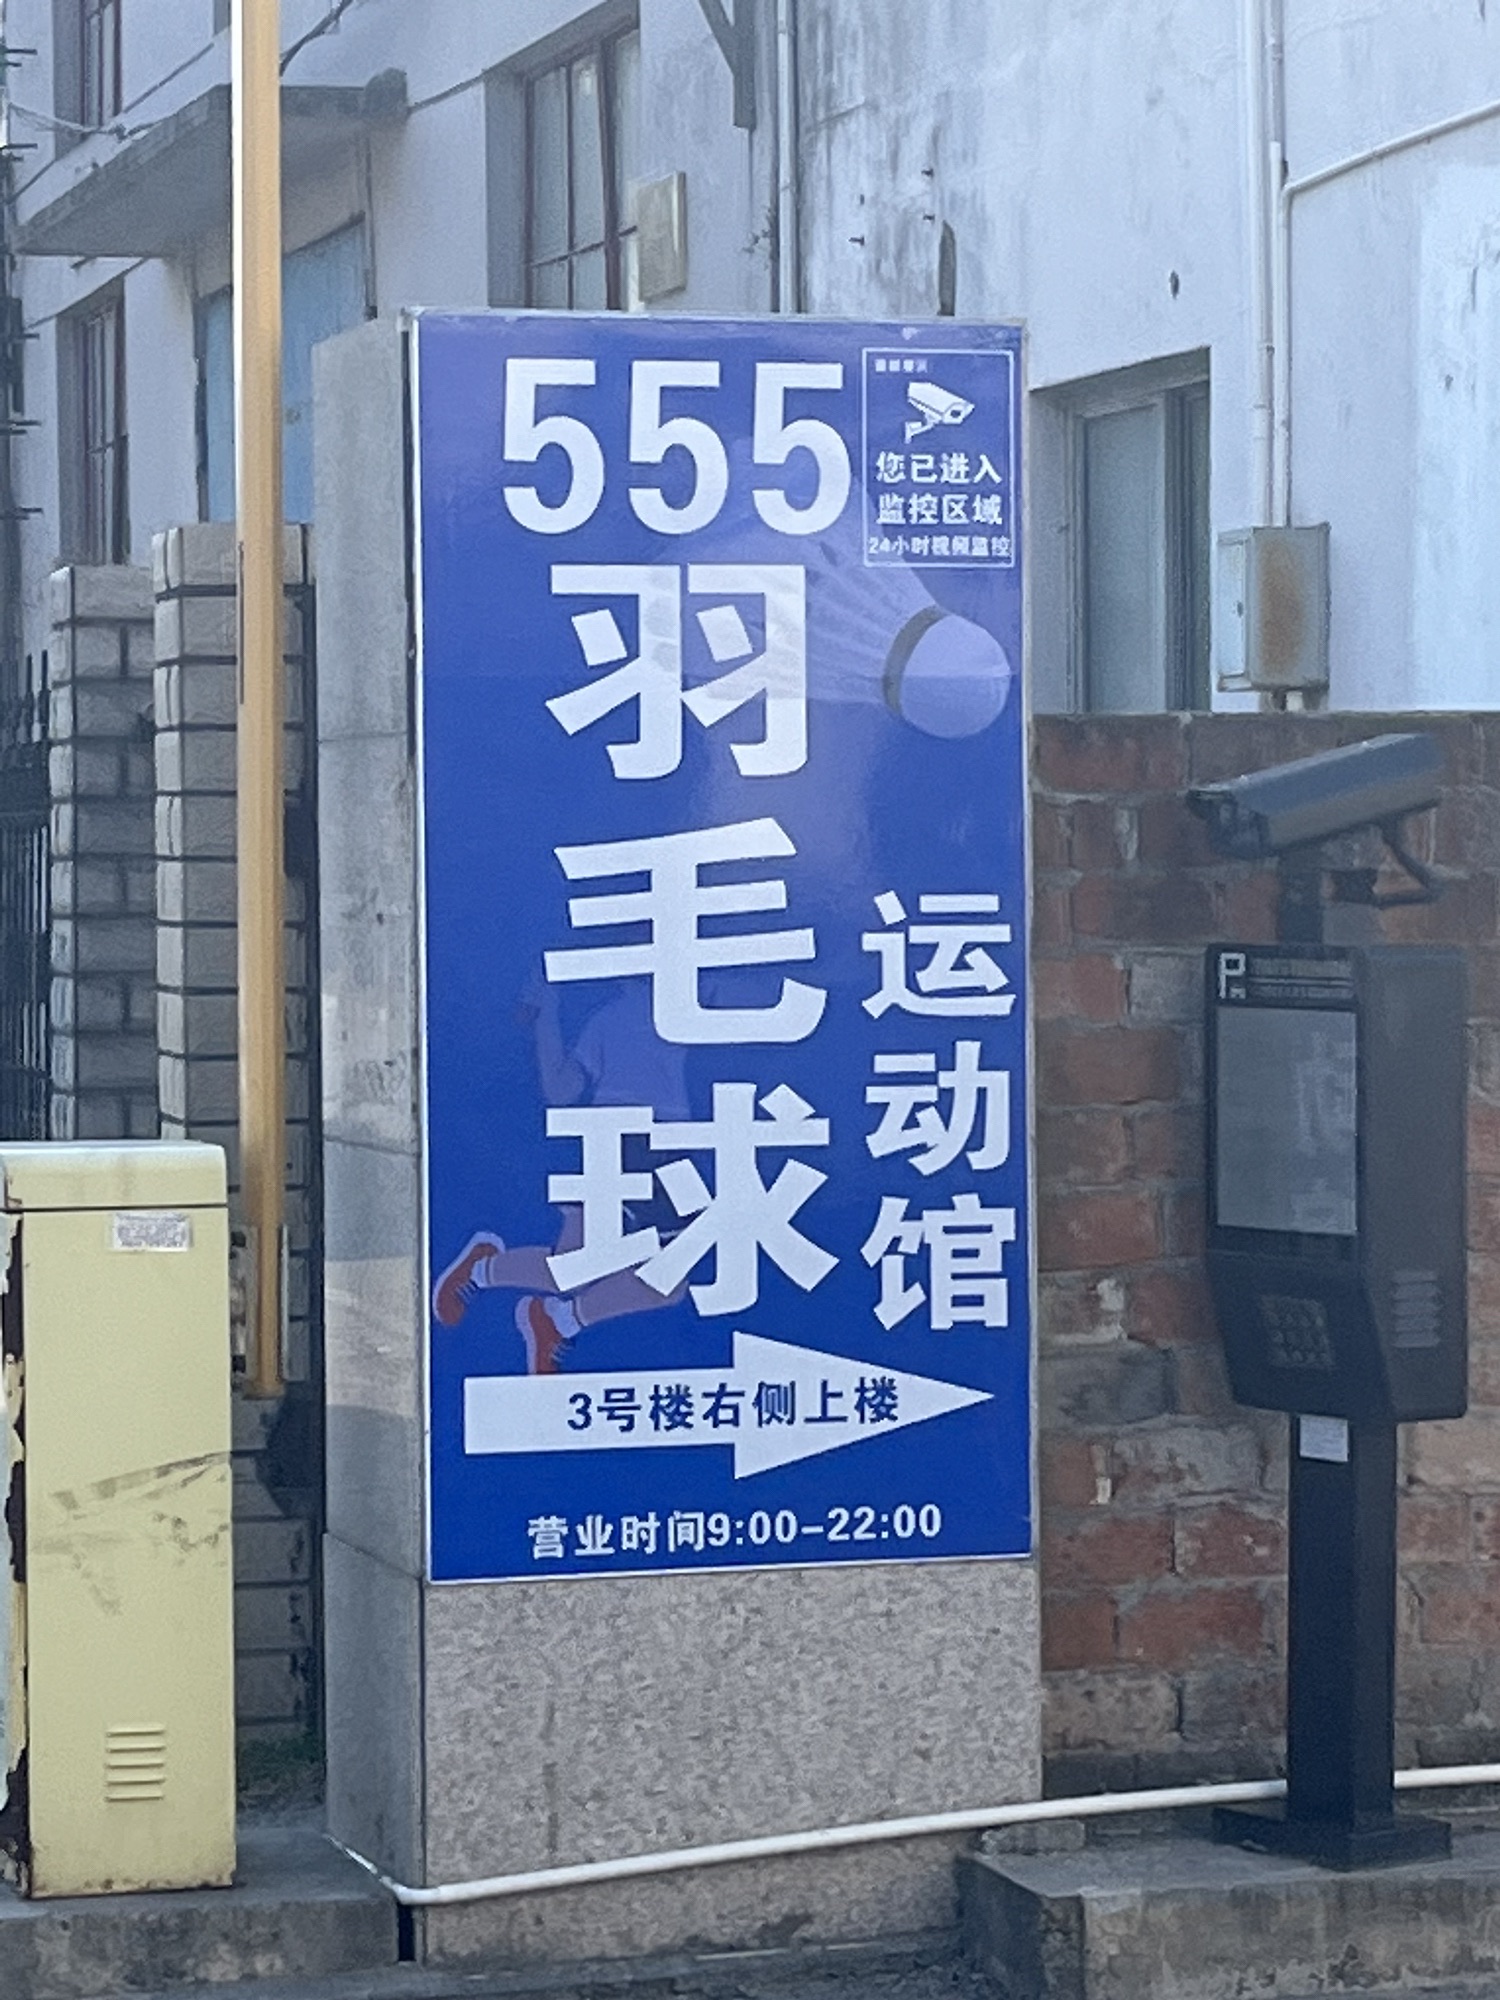 555
羽毛球
运动馆
您已进入
监控区域
24小时视频监控
3号楼右侧上楼
营业时间9:00-22:00
P